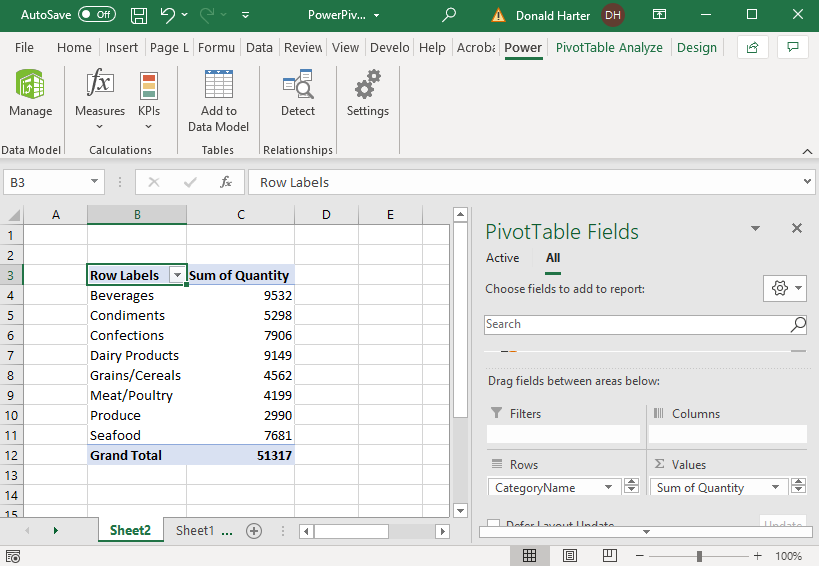 AutoSave Off PowerPiv... Donald Harter DH
File Home Insert Page L Formu Data Review View Develo Help Acroba Power PivotTable Analyze Design
Manage Measures KPIs Add to Data Model Detect Settings
Data Model Calculations Tables Relationships
B3 fx Row Labels
A B C D E
1
2
3 Row Labels Sum of Quantity
4 Beverages 9532
5 Condiments 5298
6 Confections 7906
7 Dairy Products 9149
8 Grains/Cereals 4562
9 Meat/Poultry 4199
10 Produce 2990
11 Seafood 7681
12 Grand Total 51317
13
14
15
Sheet2 Sheet1 ...
PivotTable Fields
Active All
Choose fields to add to report:
Search
Drag fields between areas below:
Filters Columns
Rows Σ Values
CategoryName Sum of Quantity
Defer Layout Update Update
100%